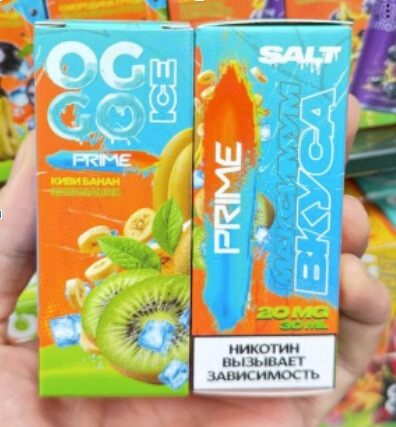 OG
GO
ICE
PRIME
КИВИ БАНАН
SALT
PRIME
МАКСИМУМ
ВКУСА
20 MG
30 ML
НИКОТИН
ВЫЗЫВАЕТ
ЗАВИСИМОСТЬ